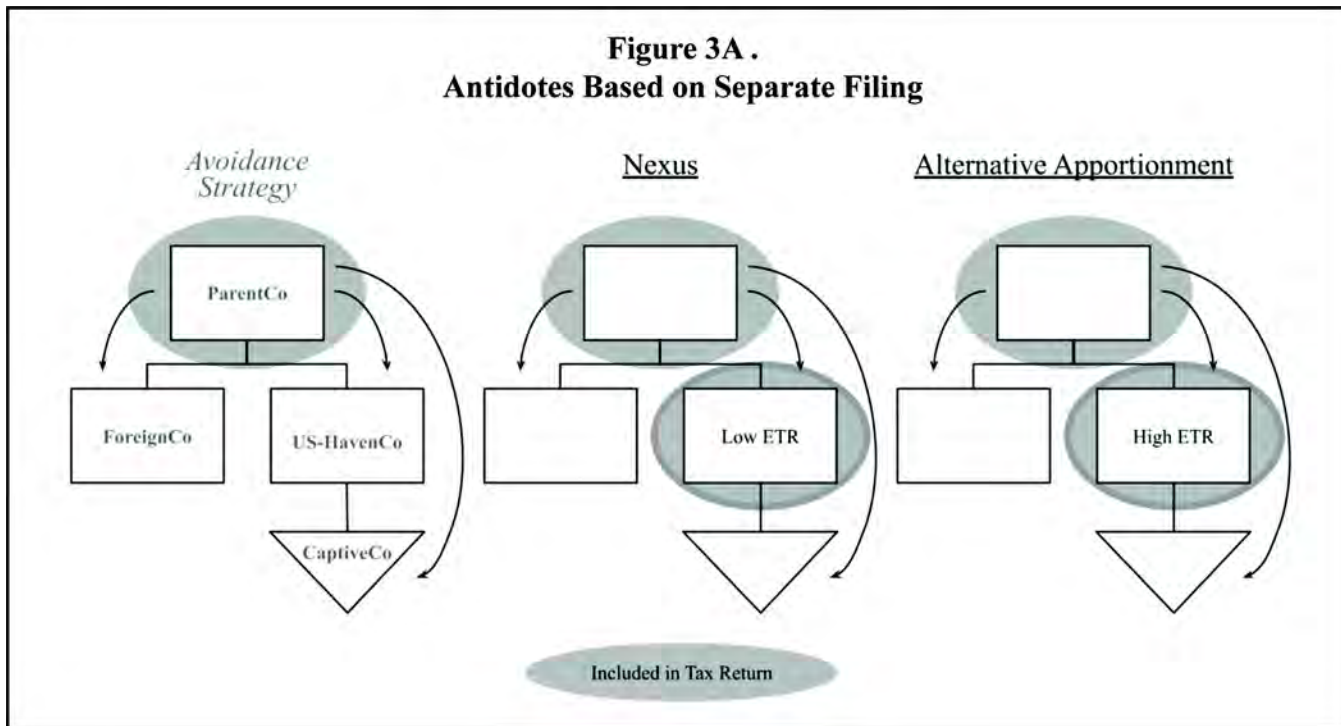 Figure 3A .
Antidotes Based on Separate Filing
Avoidance
Strategy
Nexus
Alternative Apportionment
ParentCo
ForeignCo
US-HavenCo
Low ETR
High ETR
CaptiveCo
Included in Tax Return